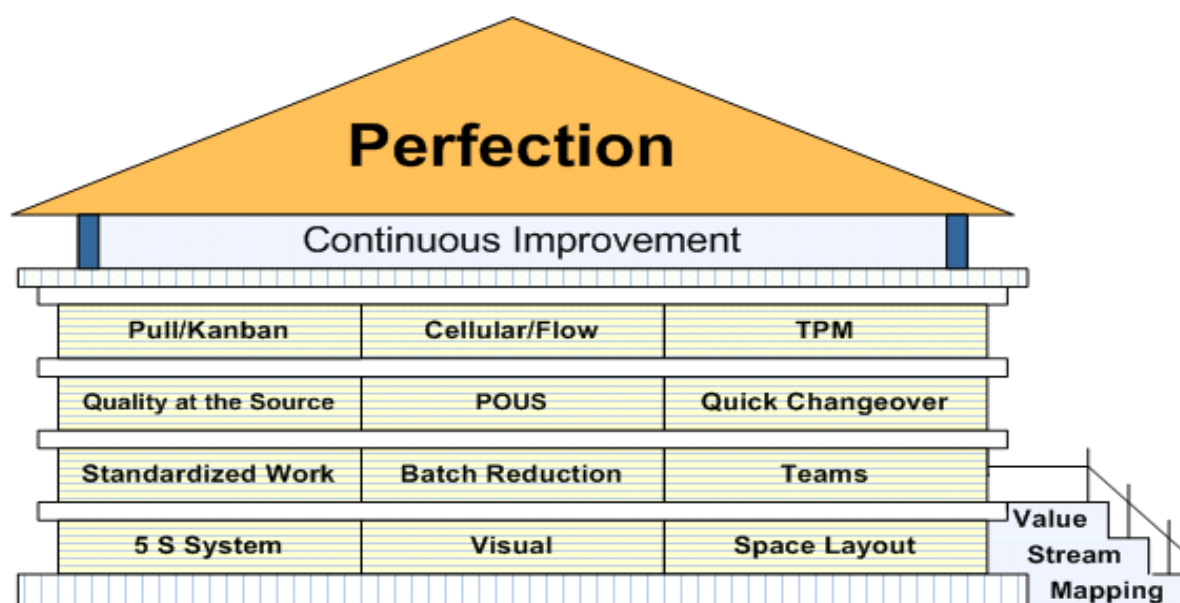 Perfection
Continuous Improvement
Pull/Kanban
Cellular/Flow
TPM
Quality at the Source
POUS
Quick Changeover
Standardized Work
Batch Reduction
Teams
5 S System
Visual
Space Layout
Value
Stream
Mapping